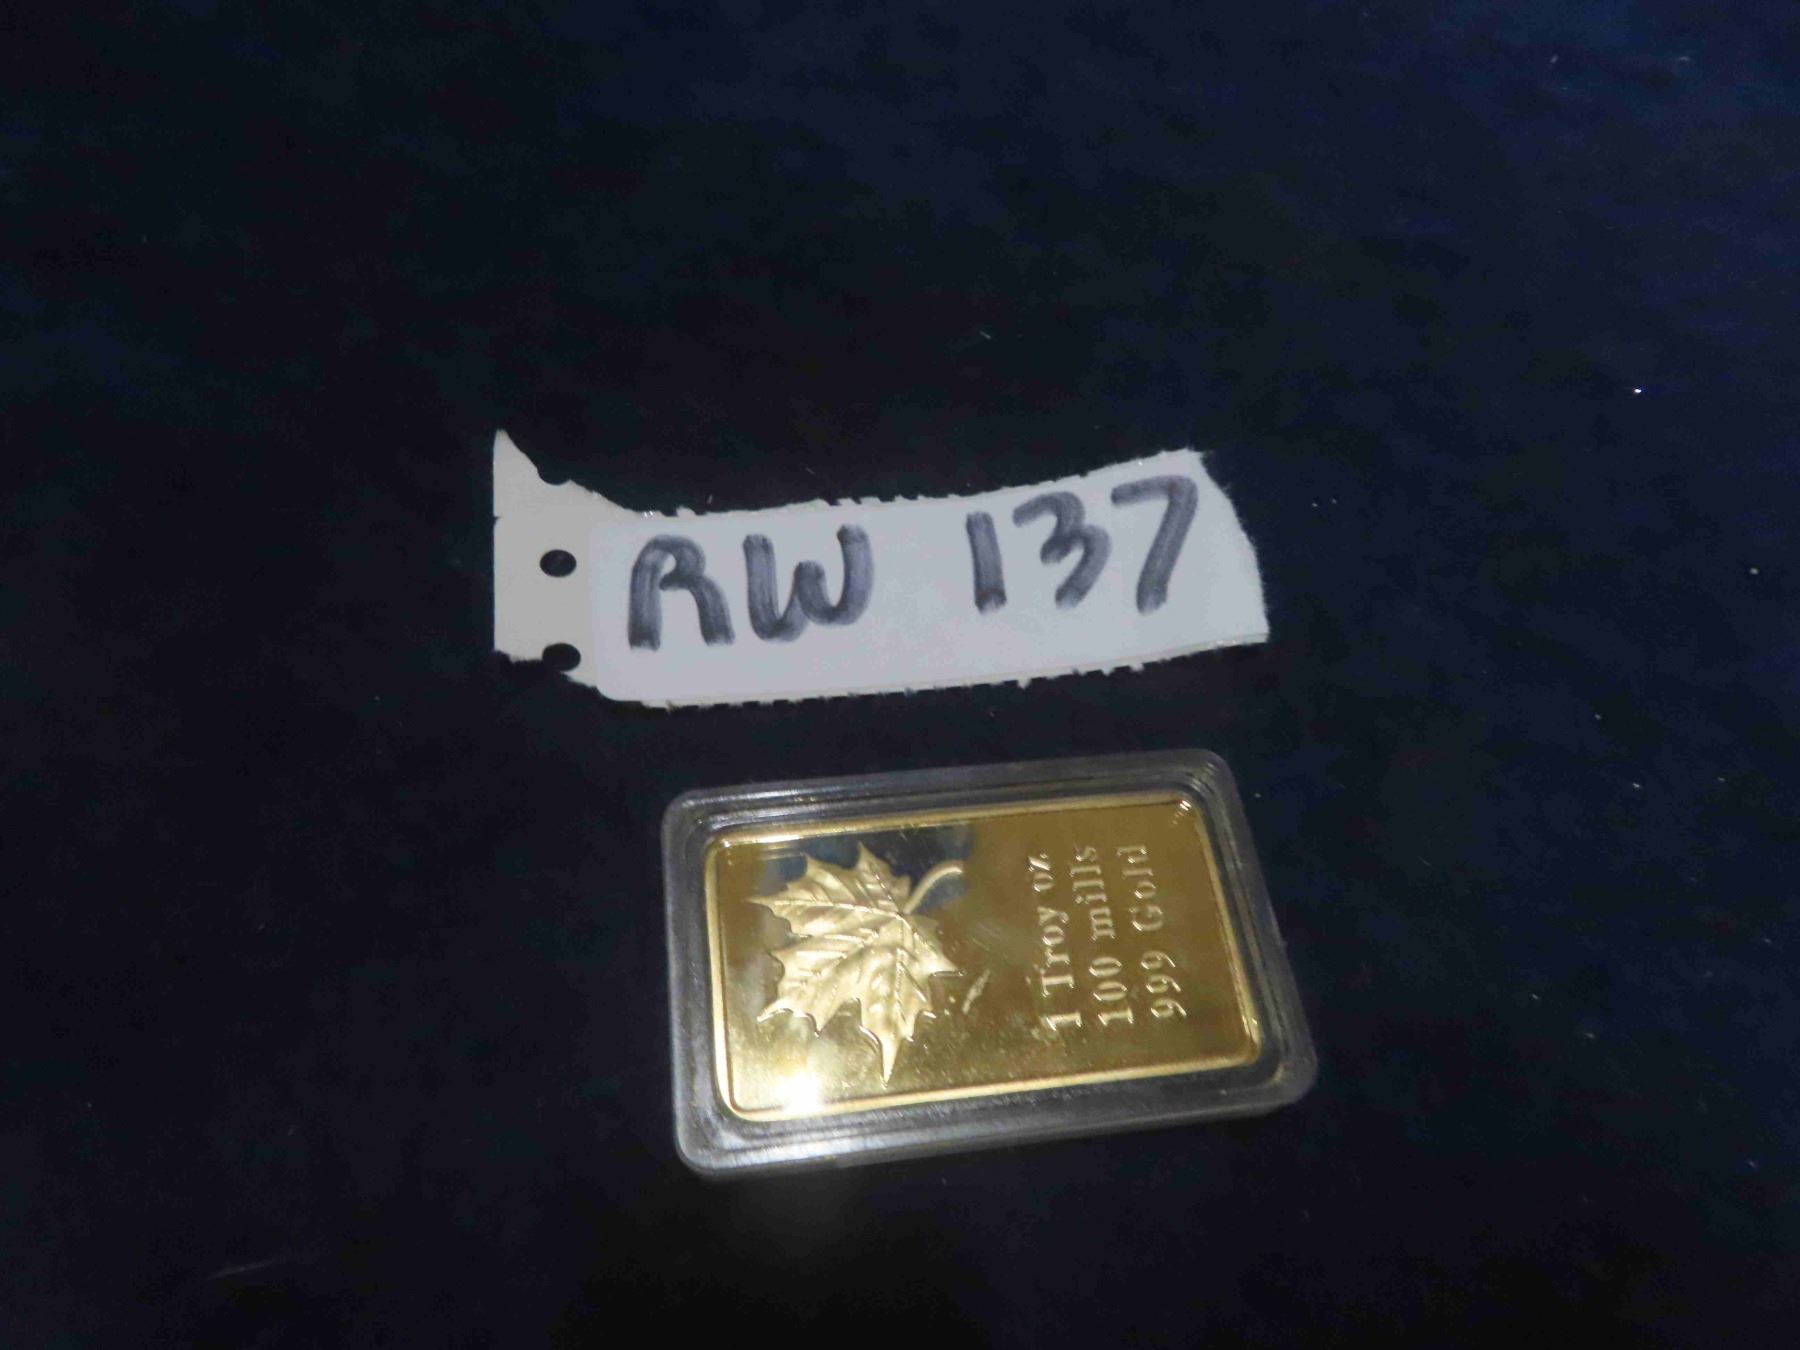 RW 137
1 Troy oz
100 mills
999 Gold